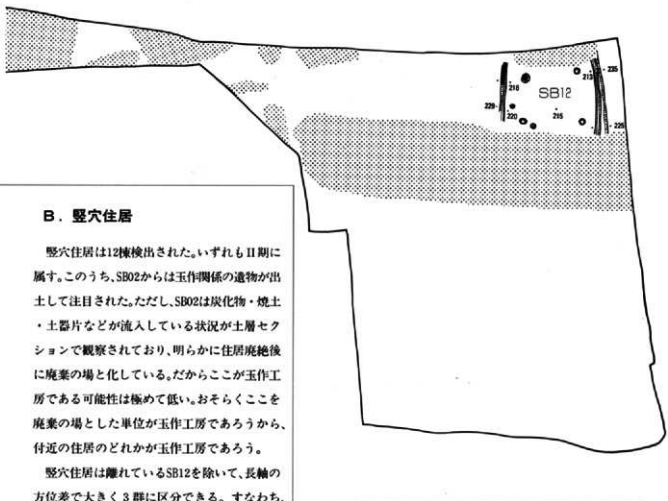 213
235
218
SB12
229
220
215
225
B. 竪穴住居
竪穴住居は12棟検出された。いずれもII期に
属す。このうち、SB02からは玉作関係の遺物が出
土して注目された。ただし、SB02は炭化物・焼土
・土器片などが流入している状況が土層セク
ションで観察されており、明らかに住居廃絶後
に廃棄の場と化している。だからここが玉作工
房である可能性は極めて低い。おそらくここを
廃棄の場とした単位が玉作工房であろうから、
付近の住居のどれかが玉作工房であろう。
竪穴住居は離れているSB12を除いて、長軸の
方位差で大きく3群に区分できる。すなわち、